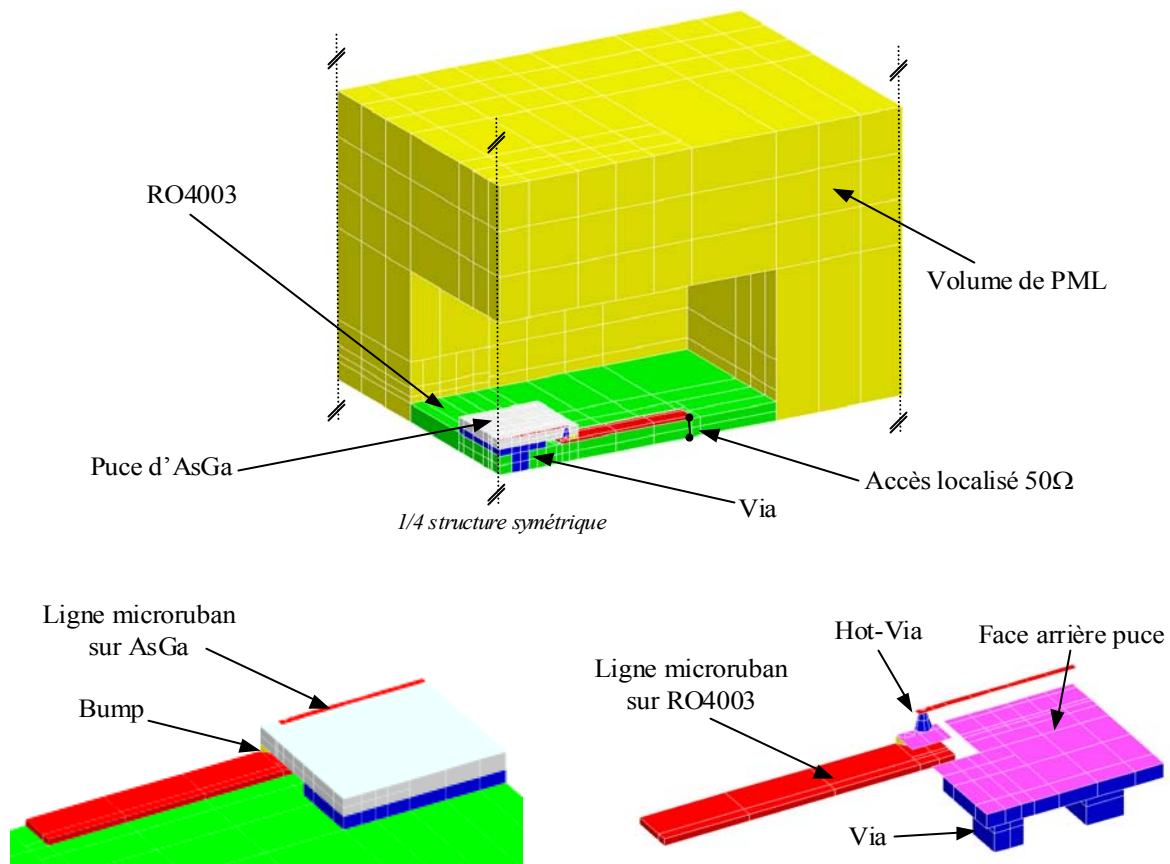 RO4003
Volume de PML
Puce d'AsGa
Accès localisé 50Ω
Via
1/4 structure symétrique
Ligne microruban
sur AsGa
Bump
Hot-Via
Face arrière puce
Ligne microruban
sur RO4003
Via